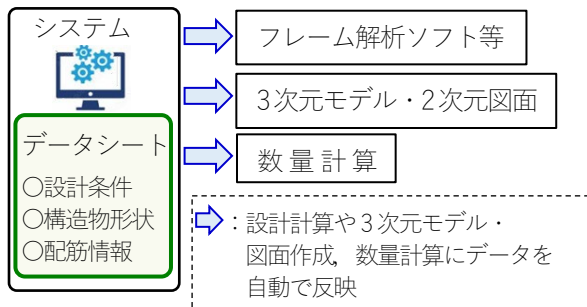 システム
データシート
○設計条件
○構造物形状
○配筋情報
フレーム解析ソフト等
3次元モデル・2次元図面
数量計算
：設計計算や3次元モデル・
図面作成，数量計算にデータを
自動で反映